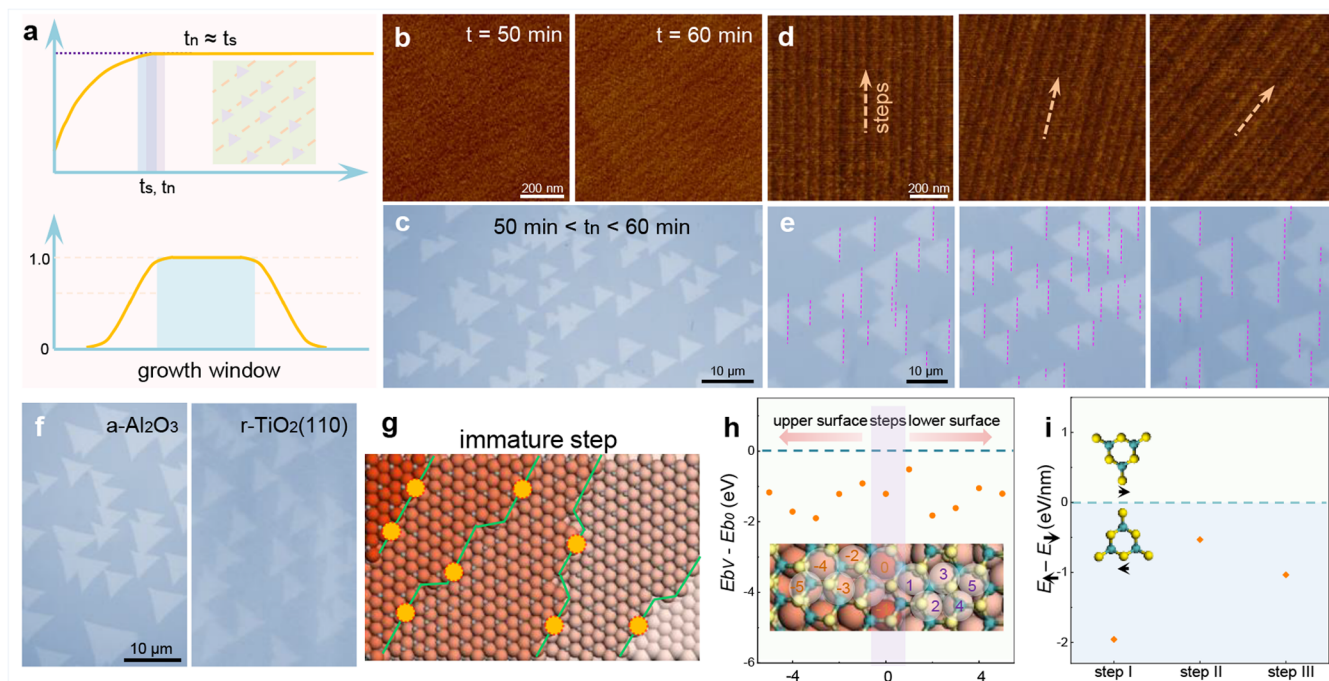 a
tn ≈ ts
ts, tn
1.0
0
growth window
b
t = 50 min
200 nm
t = 60 min
c
50 min < tn < 60 min
10 µm
d
steps
200 nm
e
10 µm
f
a-Al2O3
10 µm
r-TiO2(110)
g
immature step
h
upper surface
steps
lower surface
EbV - Eb0 (eV)
0
-2
-4
-6
-4
0
4
5
-4
-2
-3
0
1
3
2
5
4
i
E – E (eV/nm)
1
0
-1
-2
step I
step II
step III